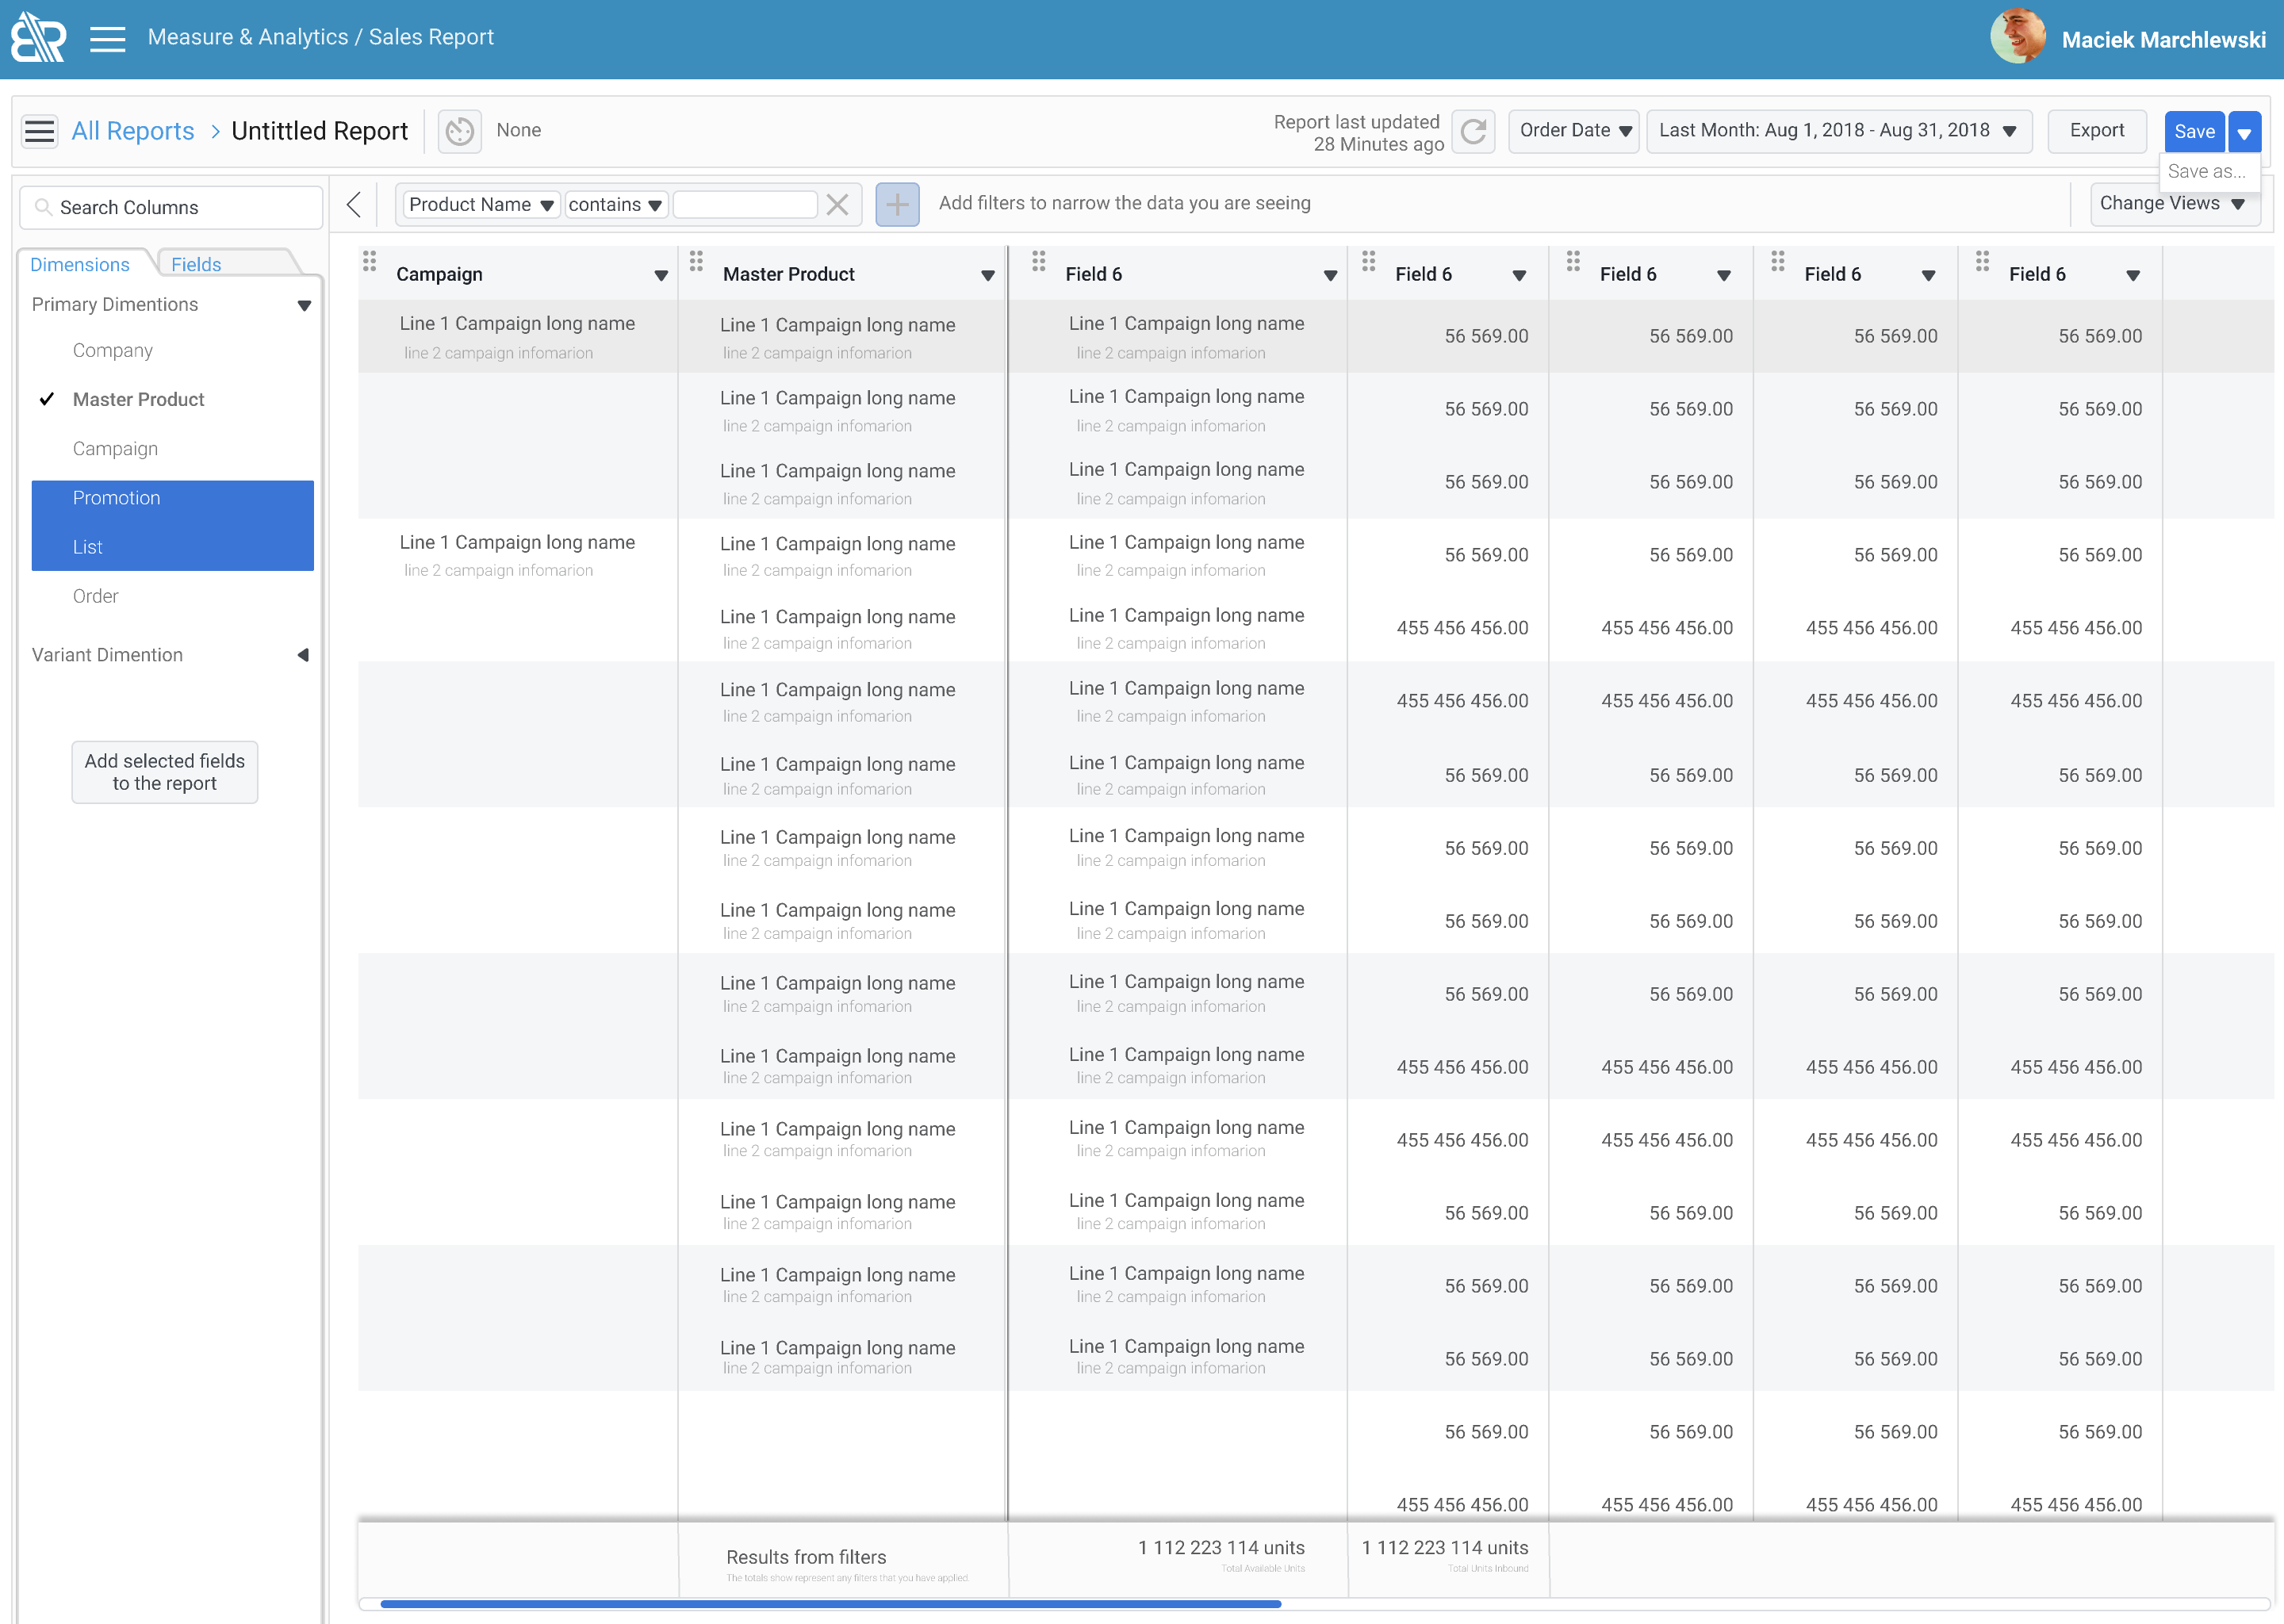 BR
Measure & Analytics / Sales Report
Maciek Marchlewski
All Reports > Untittled Report
None
Report last updated
28 Minutes ago
Order Date
Last Month: Aug 1, 2018 - Aug 31, 2018
Export
Save
Save as...
Search Columns
Product Name
contains
Add filters to narrow the data you are seeing
Change Views
Dimensions
Fields
Primary Dimentions
Company
Master Product
Campaign
Promotion
List
Order
Variant Dimention
Add selected fields
to the report
Campaign Master Product Field 6 Field 6 Field 6 Field 6 Field 6
Line 1 Campaign long name Line 1 Campaign long name Line 1 Campaign long name 56 569.00 56 569.00 56 569.00 56 569.00
line 2 campaign infomarion line 2 campaign infomarion line 2 campaign infomarion
Line 1 Campaign long name Line 1 Campaign long name 56 569.00 56 569.00 56 569.00 56 569.00
line 2 campaign infomarion line 2 campaign infomarion
Line 1 Campaign long name Line 1 Campaign long name 56 569.00 56 569.00 56 569.00 56 569.00
line 2 campaign infomarion line 2 campaign infomarion
Line 1 Campaign long name Line 1 Campaign long name Line 1 Campaign long name 56 569.00 56 569.00 56 569.00 56 569.00
line 2 campaign infomarion line 2 campaign infomarion line 2 campaign infomarion
Line 1 Campaign long name Line 1 Campaign long name 455 456 456.00 455 456 456.00 455 456 456.00 455 456 456.00
line 2 campaign infomarion line 2 campaign infomarion
Line 1 Campaign long name Line 1 Campaign long name 455 456 456.00 455 456 456.00 455 456 456.00 455 456 456.00
line 2 campaign infomarion line 2 campaign infomarion
Line 1 Campaign long name Line 1 Campaign long name 56 569.00 56 569.00 56 569.00 56 569.00
line 2 campaign infomarion line 2 campaign infomarion
Line 1 Campaign long name Line 1 Campaign long name 56 569.00 56 569.00 56 569.00 56 569.00
line 2 campaign infomarion line 2 campaign infomarion
Line 1 Campaign long name Line 1 Campaign long name 56 569.00 56 569.00 56 569.00 56 569.00
line 2 campaign infomarion line 2 campaign infomarion
Line 1 Campaign long name Line 1 Campaign long name 56 569.00 56 569.00 56 569.00 56 569.00
line 2 campaign infomarion line 2 campaign infomarion
Line 1 Campaign long name Line 1 Campaign long name 455 456 456.00 455 456 456.00 455 456 456.00 455 456 456.00
line 2 campaign infomarion line 2 campaign infomarion
Line 1 Campaign long name Line 1 Campaign long name 455 456 456.00 455 456 456.00 455 456 456.00 455 456 456.00
line 2 campaign infomarion line 2 campaign infomarion
Line 1 Campaign long name Line 1 Campaign long name 56 569.00 56 569.00 56 569.00 56 569.00
line 2 campaign infomarion line 2 campaign infomarion
Line 1 Campaign long name Line 1 Campaign long name 56 569.00 56 569.00 56 569.00 56 569.00
line 2 campaign infomarion line 2 campaign infomarion
Line 1 Campaign long name Line 1 Campaign long name 56 569.00 56 569.00 56 569.00 56 569.00
line 2 campaign infomarion line 2 campaign infomarion
56 569.00 56 569.00 56 569.00 56 569.00
455 456 456.00 455 456 456.00 455 456 456.00 455 456 456.00
Results from filters 1 112 223 114 units 1 112 223 114 units
The totals show represent any filters that you have applied. Total Available Units Total Units Inbound